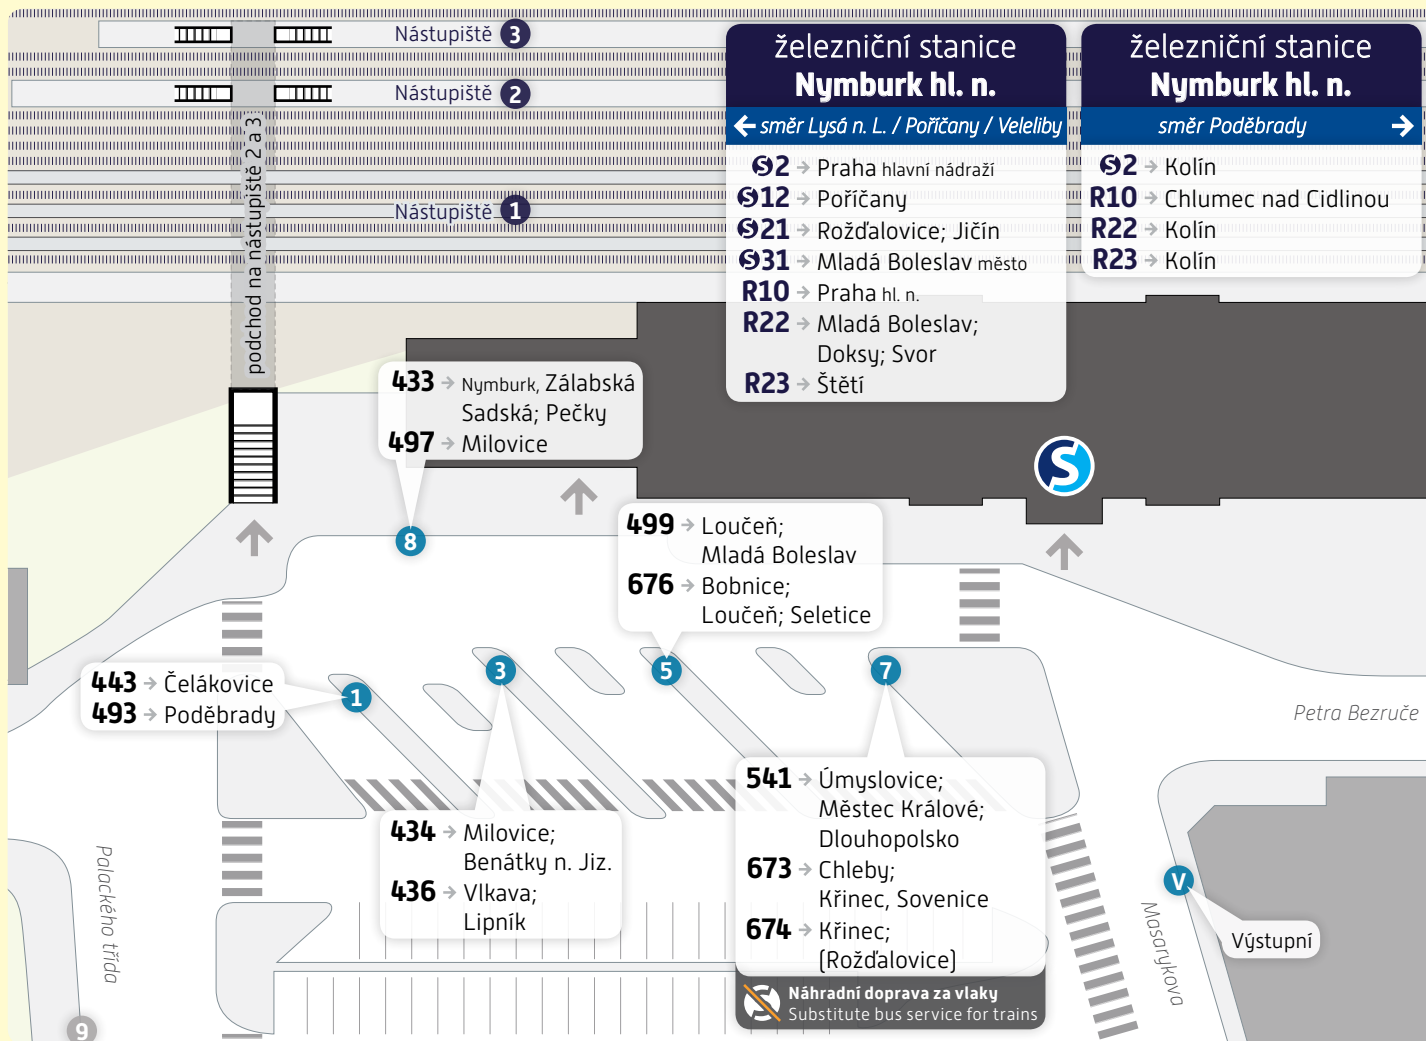 Nástupiště 3
Nástupiště 2
Nástupiště 1
podchod na nástupiště 2 a 3
železniční stanice
Nymburk hl. n.
← směr Lysá n. L. / Poříčany / Veleliby
S2 → Praha hlavní nádraží
S12 → Poříčany
S21 → Rožďalovice; Jičín
S31 → Mladá Boleslav město
R10 → Praha hl. n.
R22 → Mladá Boleslav;
Doksy; Svor
R23 → Štětí
železniční stanice
Nymburk hl. n.
směr Poděbrady →
S2 → Kolín
R10 → Chlumec nad Cidlinou
R22 → Kolín
R23 → Kolín
433 → Nymburk, Zálabská
Sadská; Pečky
497 → Milovice
8
S
499 → Loučeň;
Mladá Boleslav
676 → Bobnice;
Loučeň; Seletice
5
443 → Čelákovice
493 → Poděbrady
1
3
7
434 → Milovice;
Benátky n. Jiz.
436 → Vlkava;
Lipník
541 → Úmyslovice;
Městec Králové;
Dlouhopolsko
673 → Chleby;
Křinec, Sovenice
674 → Křinec;
(Rožďalovice)
Náhradní doprava za vlaky
Substitute bus service for trains
Petra Bezruče
V
Výstupní
Masarykova
Palackého třída
9